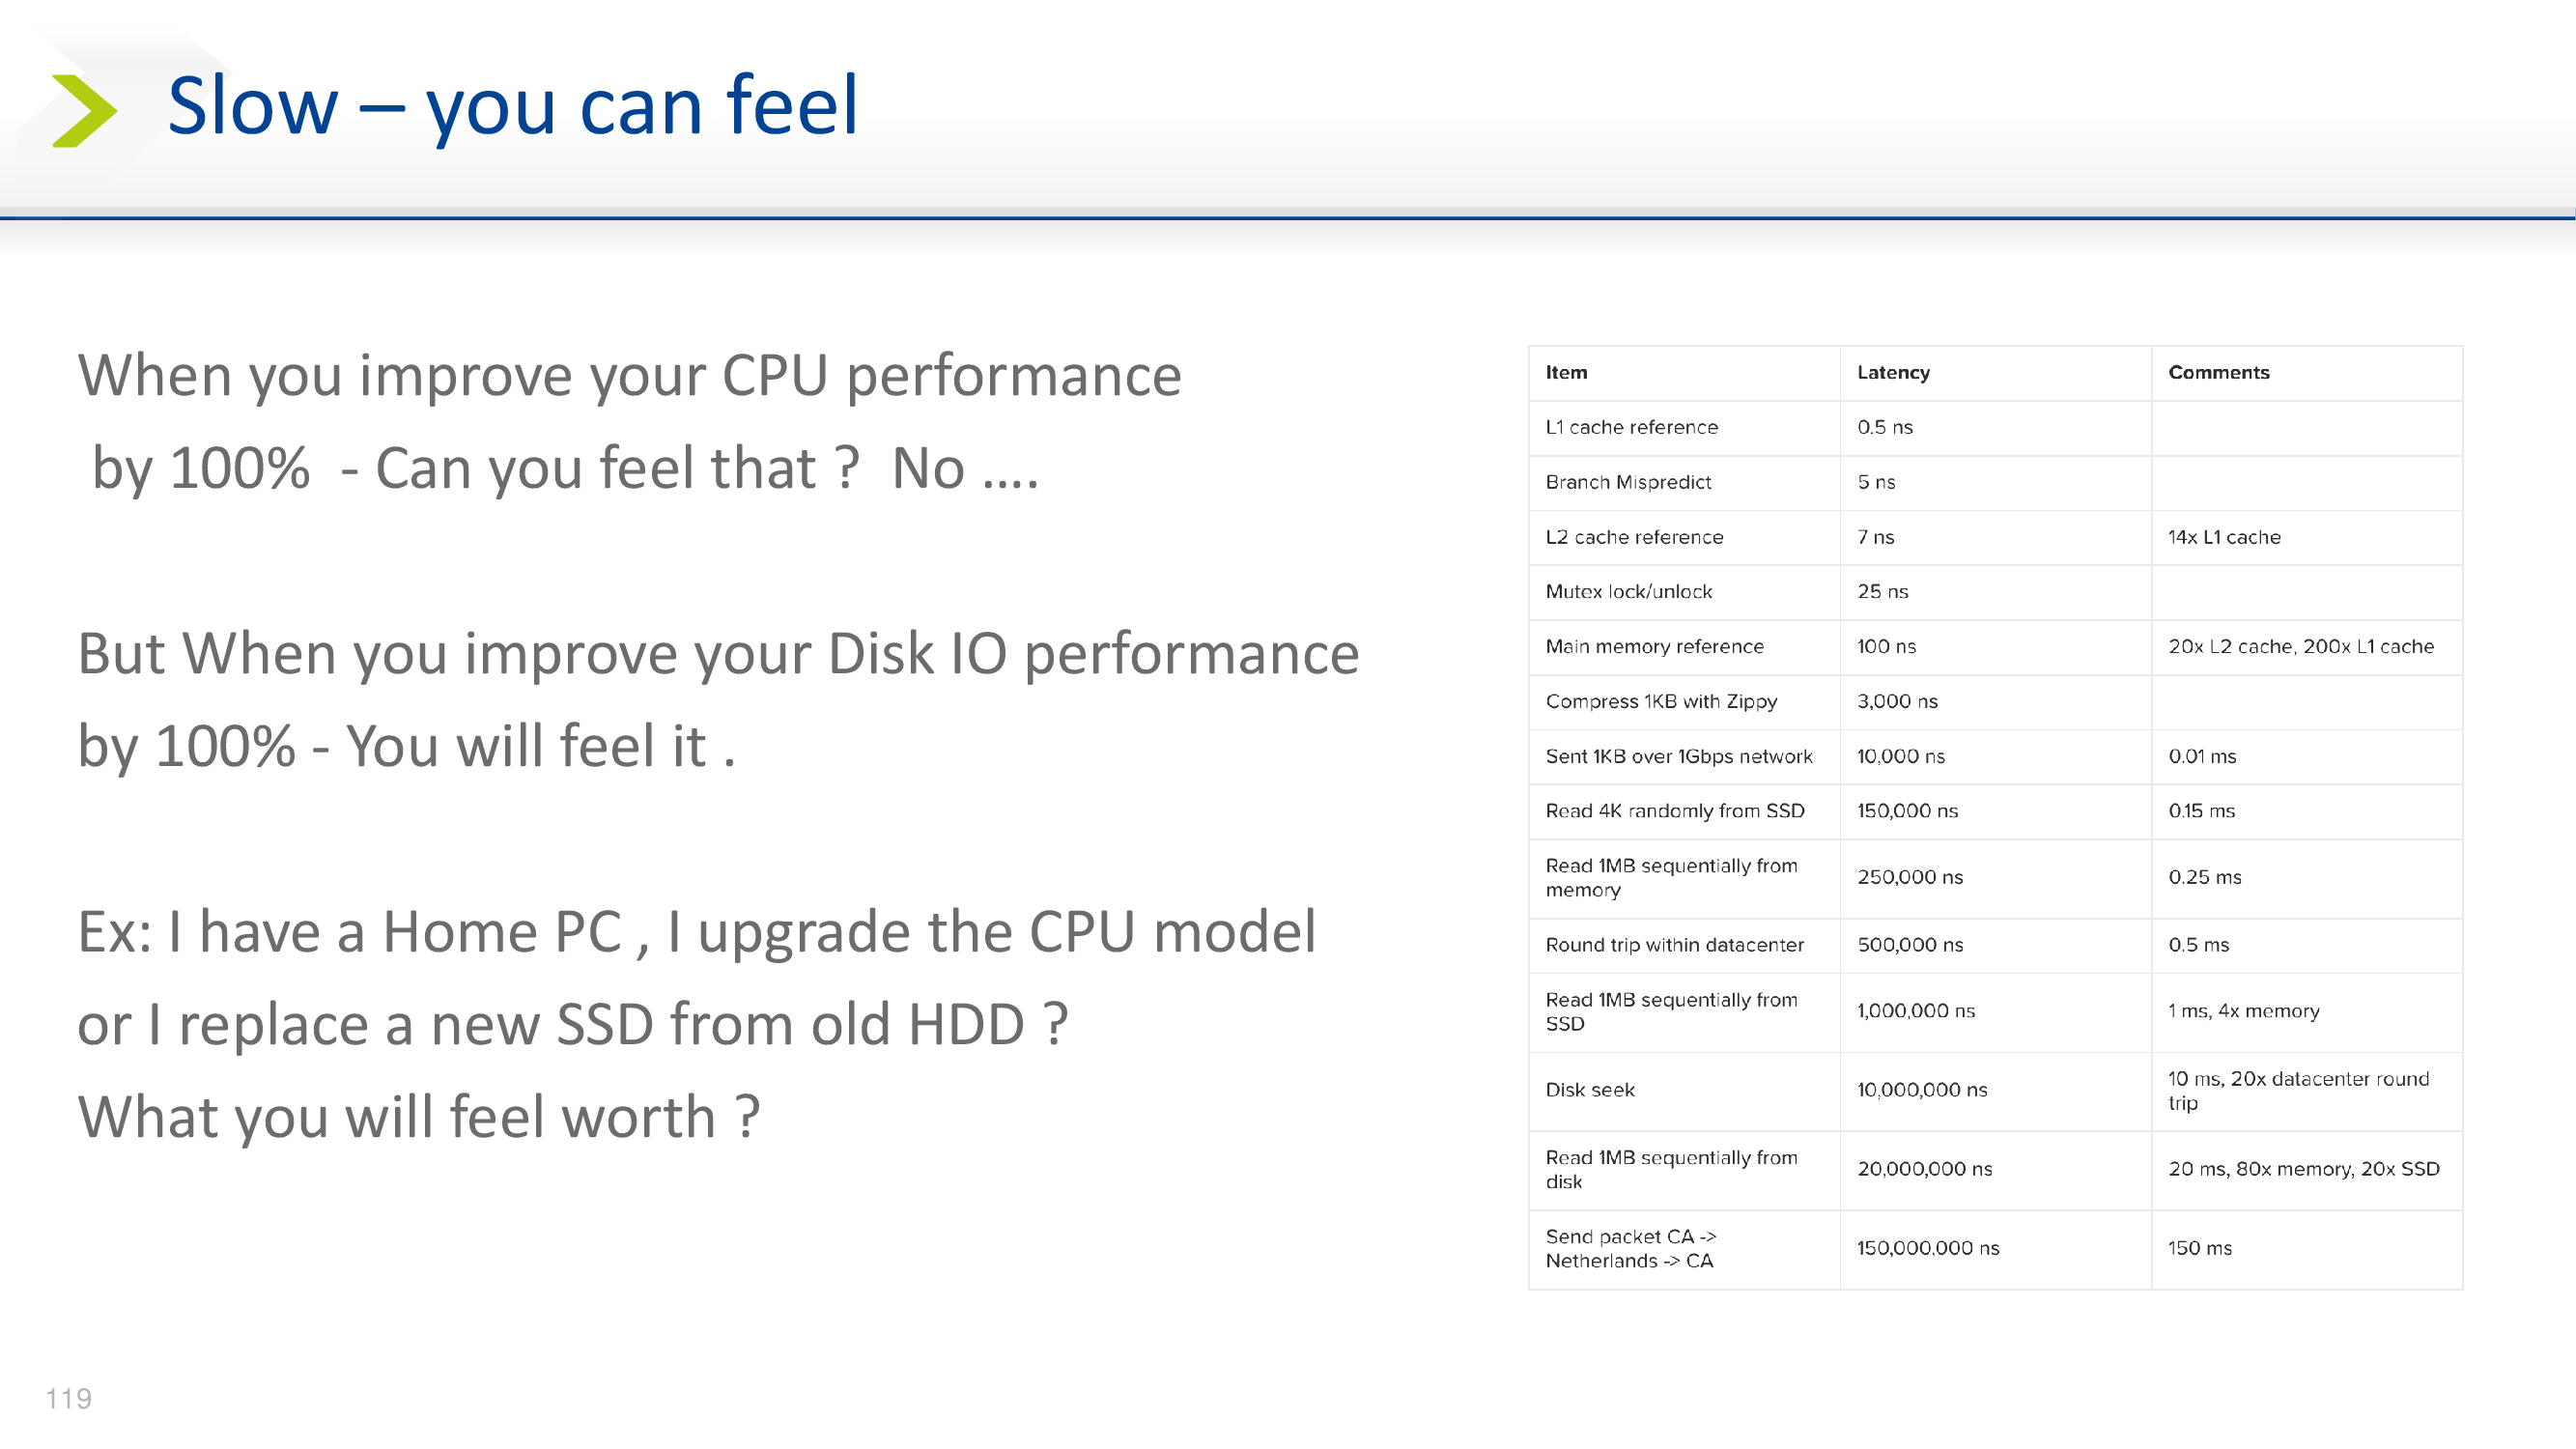 Slow – you can feel
When you improve your CPU performance
by 100%  - Can you feel that ?  No ....
But When you improve your Disk IO performance
by 100% - You will feel it .
Ex: I have a Home PC , I upgrade the CPU model
or I replace a new SSD from old HDD ?
What you will feel worth ?
Item Latency Comments
L1 cache reference 0.5 ns
Branch Mispredict 5 ns
L2 cache reference 7 ns 14x L1 cache
Mutex lock/unlock 25 ns
Main memory reference 100 ns 20x L2 cache, 200x L1 cache
Compress 1KB with Zippy 3,000 ns
Sent 1KB over 1Gbps network 10,000 ns 0.01 ms
Read 4K randomly from SSD 150,000 ns 0.15 ms
Read 1MB sequentially from
memory 250,000 ns 0.25 ms
Round trip within datacenter 500,000 ns 0.5 ms
Read 1MB sequentially from
SSD 1,000,000 ns 1 ms, 4x memory
Disk seek 10,000,000 ns 10 ms, 20x datacenter round
trip
Read 1MB sequentially from
disk 20,000,000 ns 20 ms, 80x memory, 20x SSD
Send packet CA ->
Netherlands -> CA 150,000,000 ns 150 ms
119